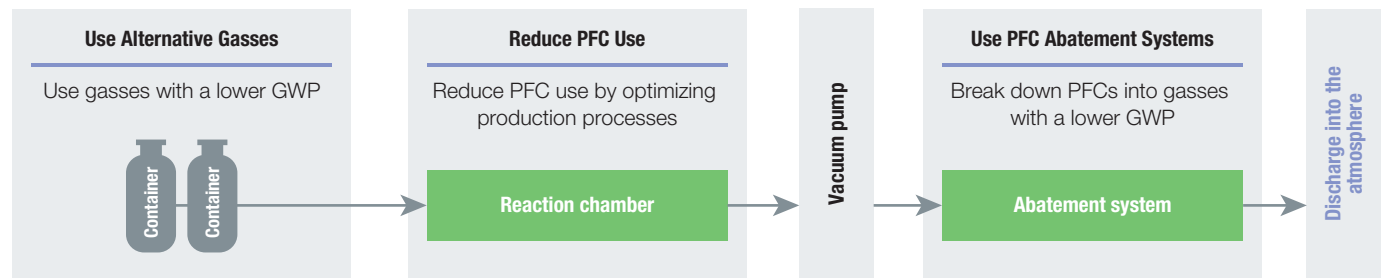 Use Alternative Gasses
Use gasses with a lower GWP
Container
Container
Reduce PFC Use
Reduce PFC use by optimizing
production processes
Reaction chamber
Vacuum pump
Use PFC Abatement Systems
Break down PFCs into gasses
with a lower GWP
Abatement system
Discharge into the
atmosphere